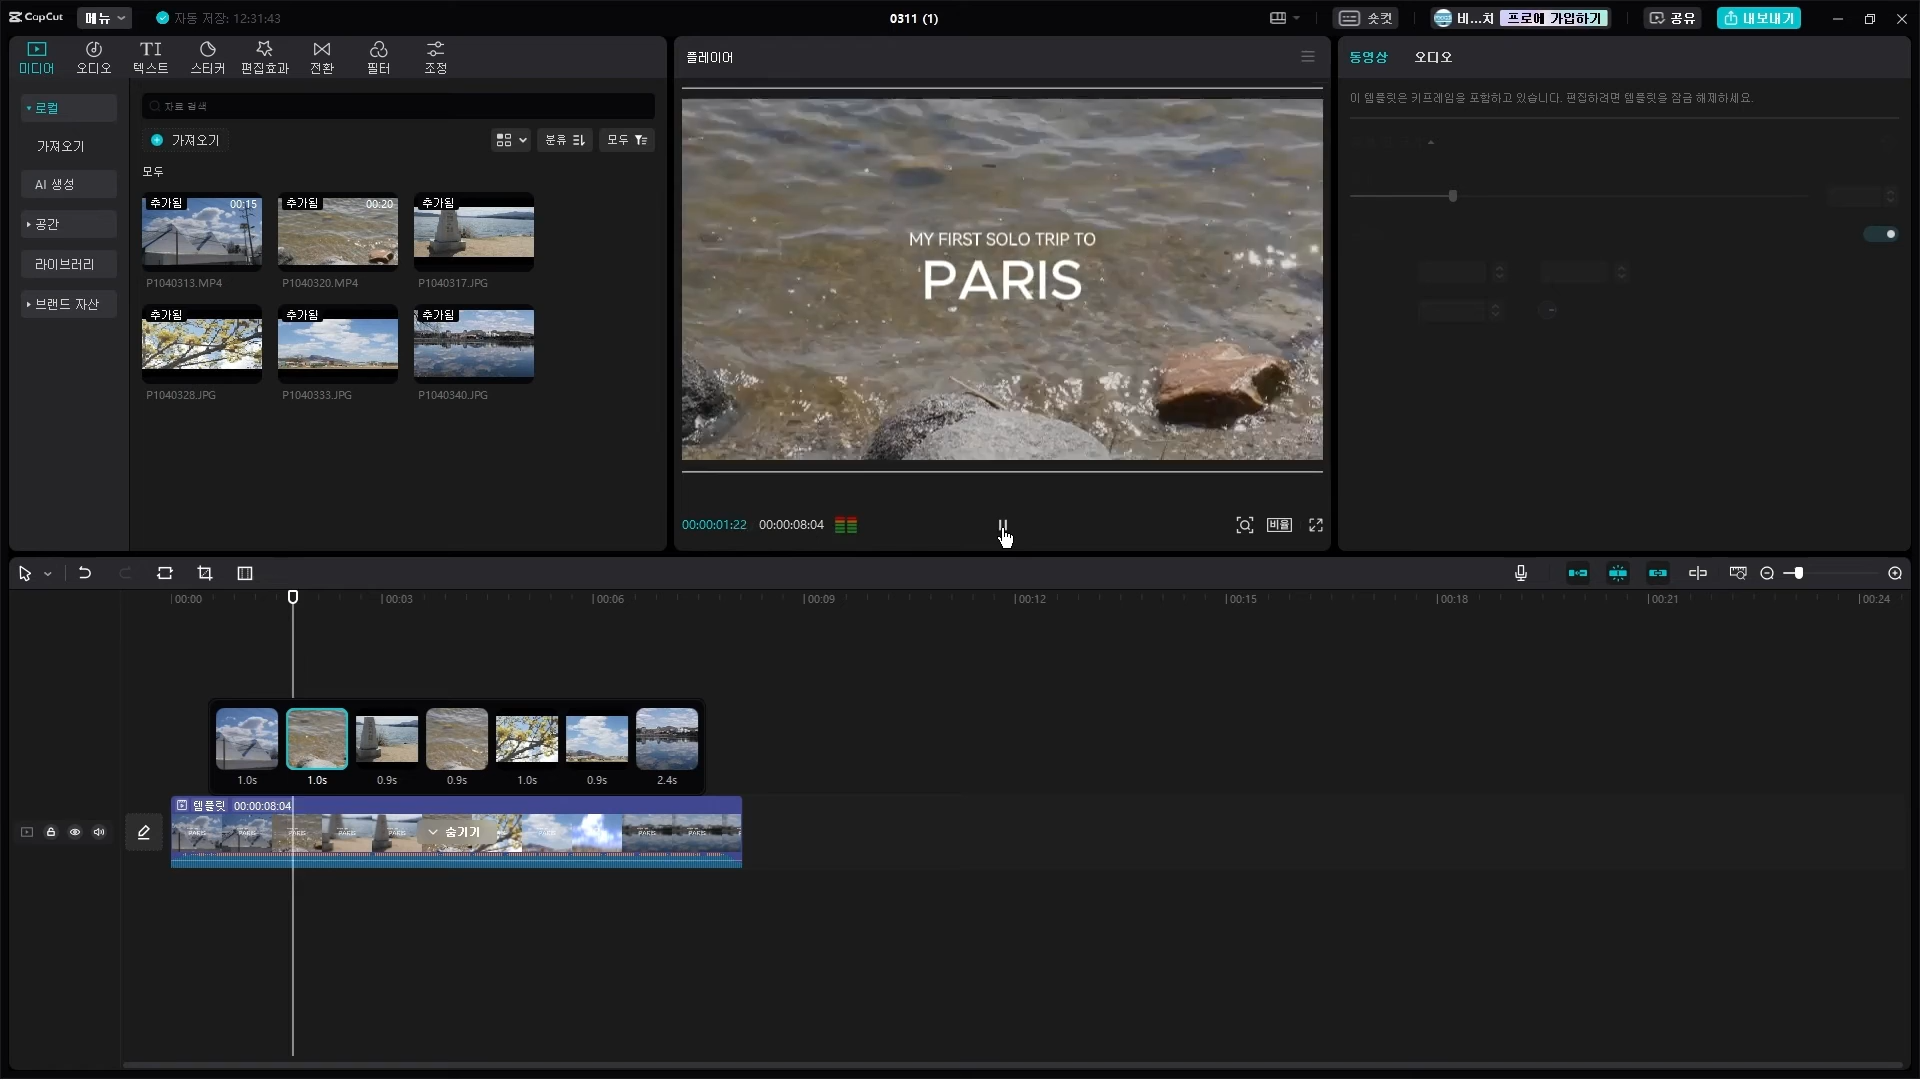 CapCut
메뉴
자동 저장: 12:31:43
0311 (1)
숏컷
비...치
프로에 가입하기
공유
내보내기
미디어
오디오
텍스트
스티커
편집효과
전환
필터
조정
로컬
가져오기
AI 생성
공간
라이브러리
브랜드 자산
자료 검색
가져오기
분류
모두
모두
추가됨
00:15
추가됨
00:20
추가됨
P1040313.MP4
P1040320.MP4
P1040317.JPG
추가됨
추가됨
추가됨
P1040328.JPG
P1040333.JPG
P1040340.JPG
플레이어
MY FIRST SOLO TRIP TO
PARIS
00:00:01:22
00:00:08:04
비율
동영상
오디오
이 템플릿은 키프레임을 포함하고 있습니다. 편집하려면 템플릿을 잠금 해제하세요.
00:00
00:03
00:06
00:09
00:12
00:15
00:18
00:21
00:24
1.0s
1.0s
0.9s
0.9s
1.0s
0.9s
2.4s
템플릿
00:00:08:04
숨기기